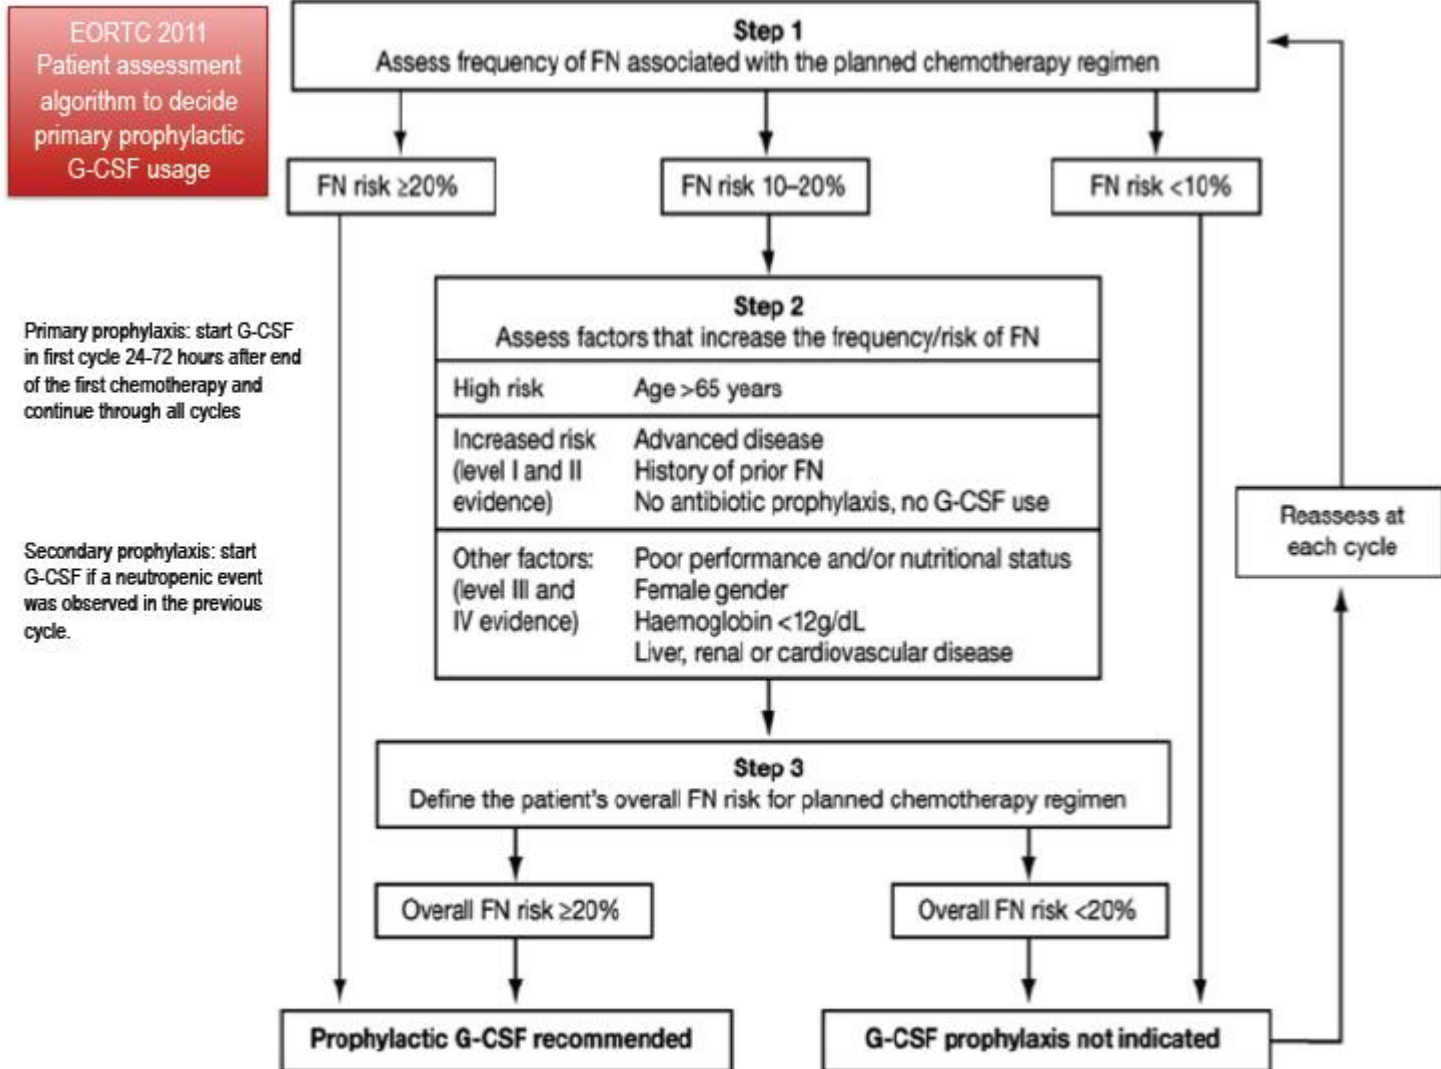 EORTC 2011
Patient assessment
algorithm to decide
primary prophylactic
G-CSF usage
Step 1
Assess frequency of FN associated with the planned chemotherapy regimen
FN risk ≥20%
FN risk 10–20%
FN risk <10%
Primary prophylaxis: start G-CSF
in first cycle 24-72 hours after end
of the first chemotherapy and
continue through all cycles
Secondary prophylaxis: start
G-CSF if a neutropenic event
was observed in the previous
cycle.
Step 2
Assess factors that increase the frequency/risk of FN
High risk Age >65 years
Increased risk Advanced disease
(level I and II History of prior FN
evidence) No antibiotic prophylaxis, no G-CSF use
Other factors: Poor performance and/or nutritional status
(level III and Female gender
IV evidence) Haemoglobin <12g/dL
Liver, renal or cardiovascular disease
Reassess at
each cycle
Step 3
Define the patient's overall FN risk for planned chemotherapy regimen
Overall FN risk ≥20%
Overall FN risk <20%
Prophylactic G-CSF recommended
G-CSF prophylaxis not indicated